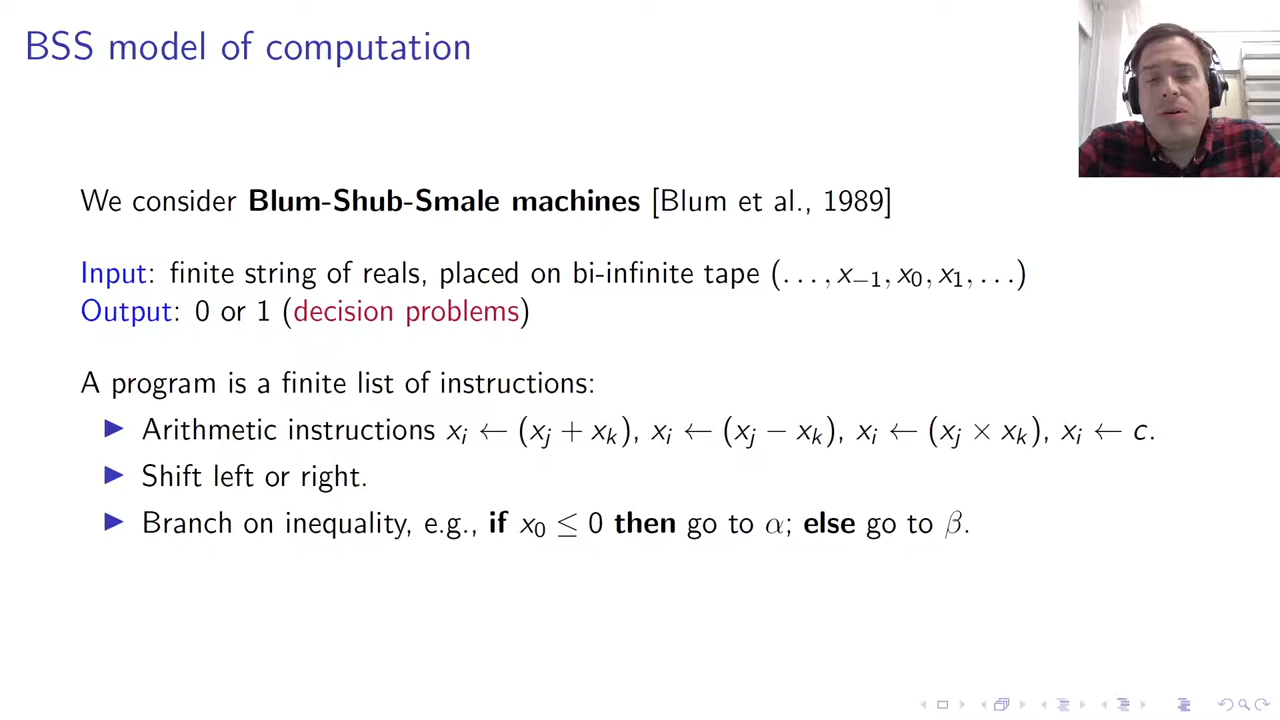 BSS model of computation
We consider Blum-Shub-Smale machines [Blum et al., 1989]
Input: finite string of reals, placed on bi-infinite tape (. . . , x₋₁, x₀, x₁, . . .)
Output: 0 or 1 (decision problems)
A program is a finite list of instructions:
▶ Arithmetic instructions xᵢ ← (xⱼ + xₖ), xᵢ ← (xⱼ − xₖ), xᵢ ← (xⱼ × xₖ), xᵢ ← c.
▶ Shift left or right.
▶ Branch on inequality, e.g., if x₀ ≤ 0 then go to α; else go to β.